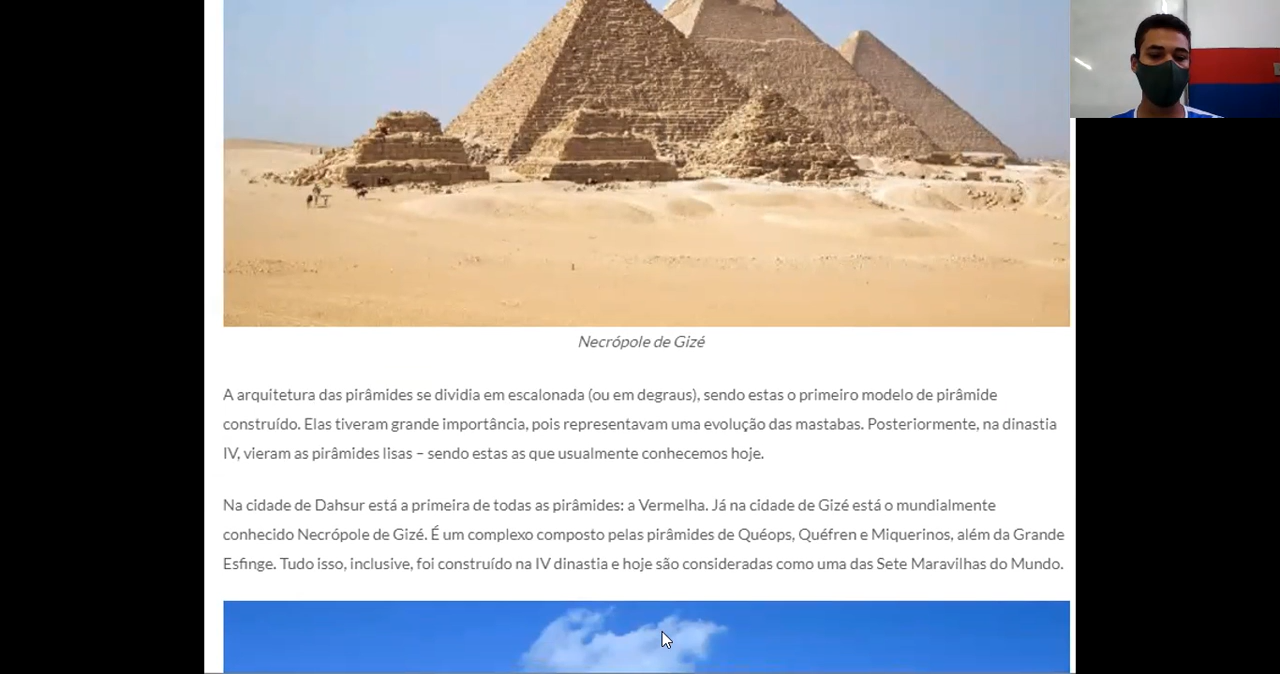 Necrópole de Gizé
A arquitetura das pirâmides se dividia em escalonada (ou em degraus), sendo estas o primeiro modelo de pirâmide
construído. Elas tiveram grande importância, pois representavam uma evolução das mastabas. Posteriormente, na dinastia
IV, vieram as pirâmides lisas – sendo estas as que usualmente conhecemos hoje.
Na cidade de Dahsur está a primeira de todas as pirâmides: a Vermelha. Já na cidade de Gizé está o mundialmente
conhecido Necrópole de Gizé. É um complexo composto pelas pirâmides de Quéops, Quéfren e Miquerinos, além da Grande
Esfinge. Tudo isso, inclusive, foi construído na IV dinastia e hoje são consideradas como uma das Sete Maravilhas do Mundo.